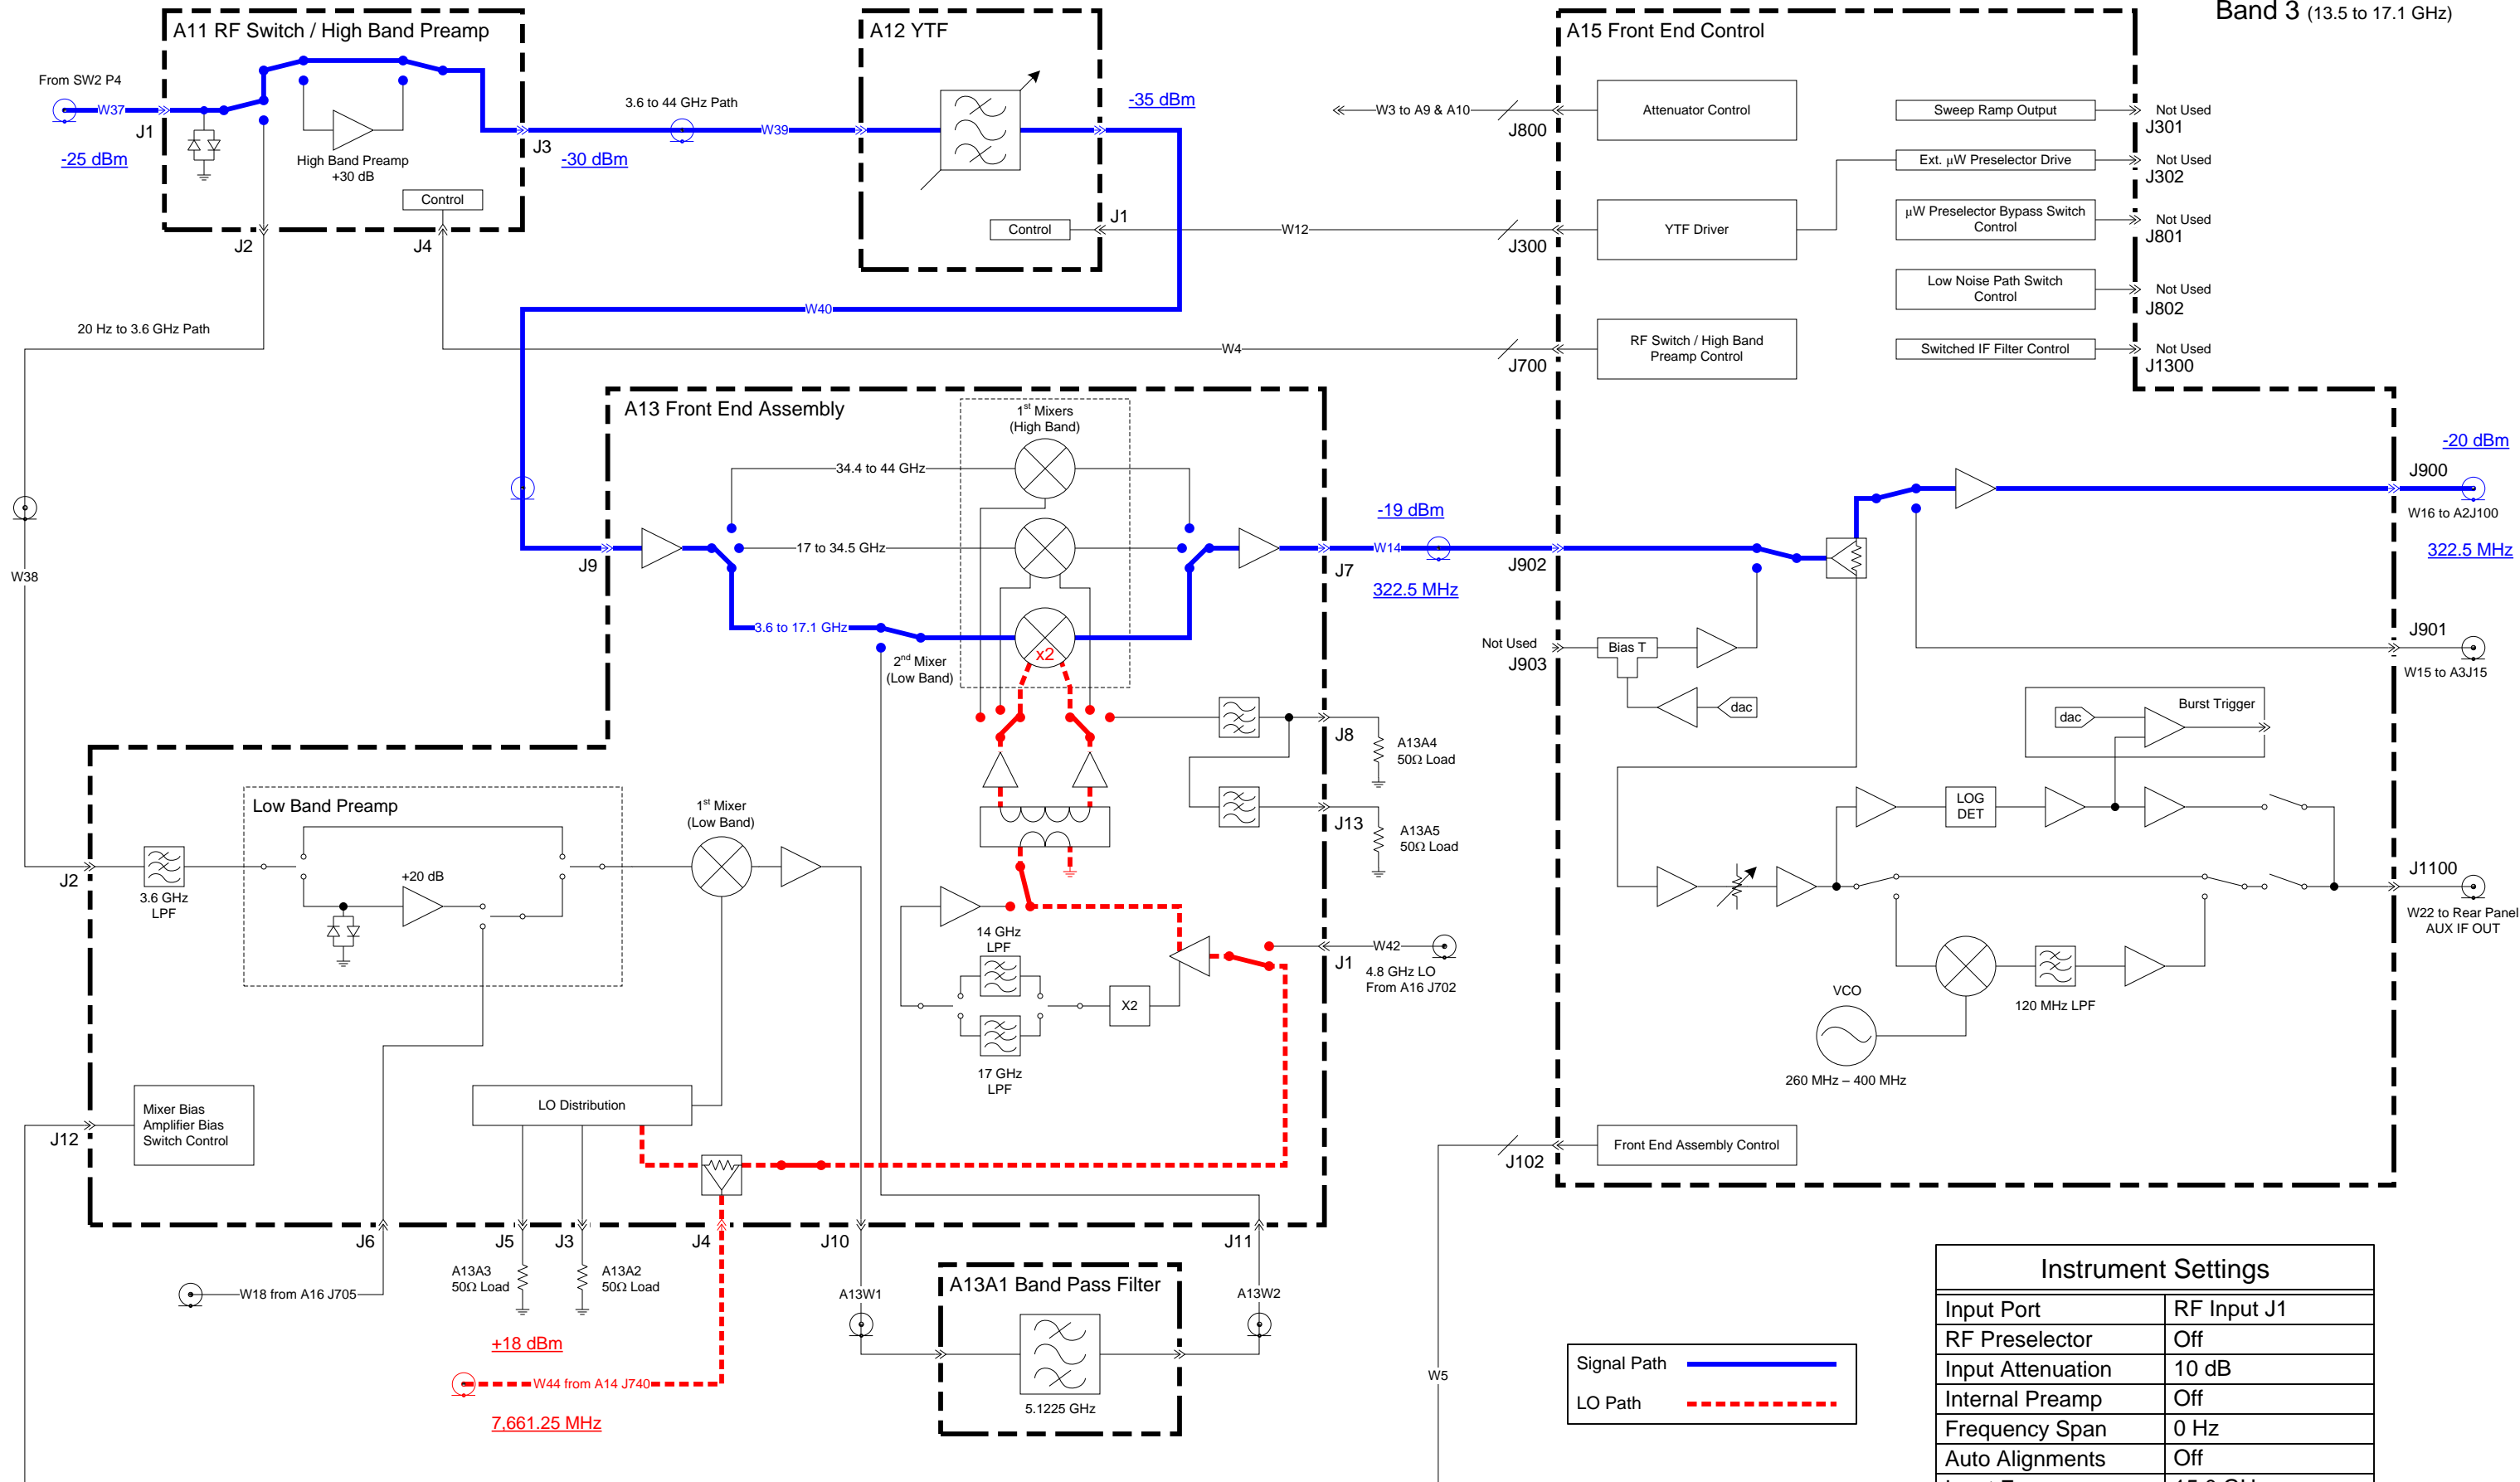 Band 3 (13.5 to 17.1 GHz)
A11 RF Switch / High Band Preamp
From SW2 P4
W37
J1
-25 dBm
High Band Preamp
+30 dB
Control
J2
J4
J3
-30 dBm
3.6 to 44 GHz Path
W39
A12 YTF
-35 dBm
Control
J1
W12
W40
20 Hz to 3.6 GHz Path
W4
W38
A15 Front End Control
W3 to A9 & A10
J800
Attenuator Control
Sweep Ramp Output
Not Used
J301
Ext. µW Preselector Drive
Not Used
J302
J300
YTF Driver
µW Preselector Bypass Switch
Control
Not Used
J801
Low Noise Path Switch
Control
Not Used
J802
J700
RF Switch / High Band
Preamp Control
Switched IF Filter Control
Not Used
J1300
A13 Front End Assembly
1st Mixers
(High Band)
34.4 to 44 GHz
17 to 34.5 GHz
3.6 to 17.1 GHz
x2
2nd Mixer
(Low Band)
J9
J7
-19 dBm
W14
322.5 MHz
J902
-20 dBm
J900
W16 to A2J100
322.5 MHz
J901
W15 to A3J15
Not Used
J903
Bias T
dac
Burst Trigger
dac
LOG
DET
J1100
W22 to Rear Panel
AUX IF OUT
VCO
260 MHz – 400 MHz
120 MHz LPF
J8
A13A4
50Ω Load
J13
A13A5
50Ω Load
Low Band Preamp
+20 dB
1st Mixer
(Low Band)
J2
3.6 GHz
LPF
14 GHz
LPF
17 GHz
LPF
X2
J1
W42
4.8 GHz LO
From A16 J702
J12
Mixer Bias
Amplifier Bias
Switch Control
LO Distribution
J102
Front End Assembly Control
J6
J5
J3
J4
J10
J11
W18 from A16 J705
A13A3
50Ω Load
A13A2
50Ω Load
+18 dBm
W44 from A14 J740
7,661.25 MHz
A13W1
A13A1 Band Pass Filter
5.1225 GHz
A13W2
W5
Signal Path
LO Path
Instrument Settings
Input Port RF Input J1
RF Preselector Off
Input Attenuation 10 dB
Internal Preamp Off
Frequency Span 0 Hz
Auto Alignments Off